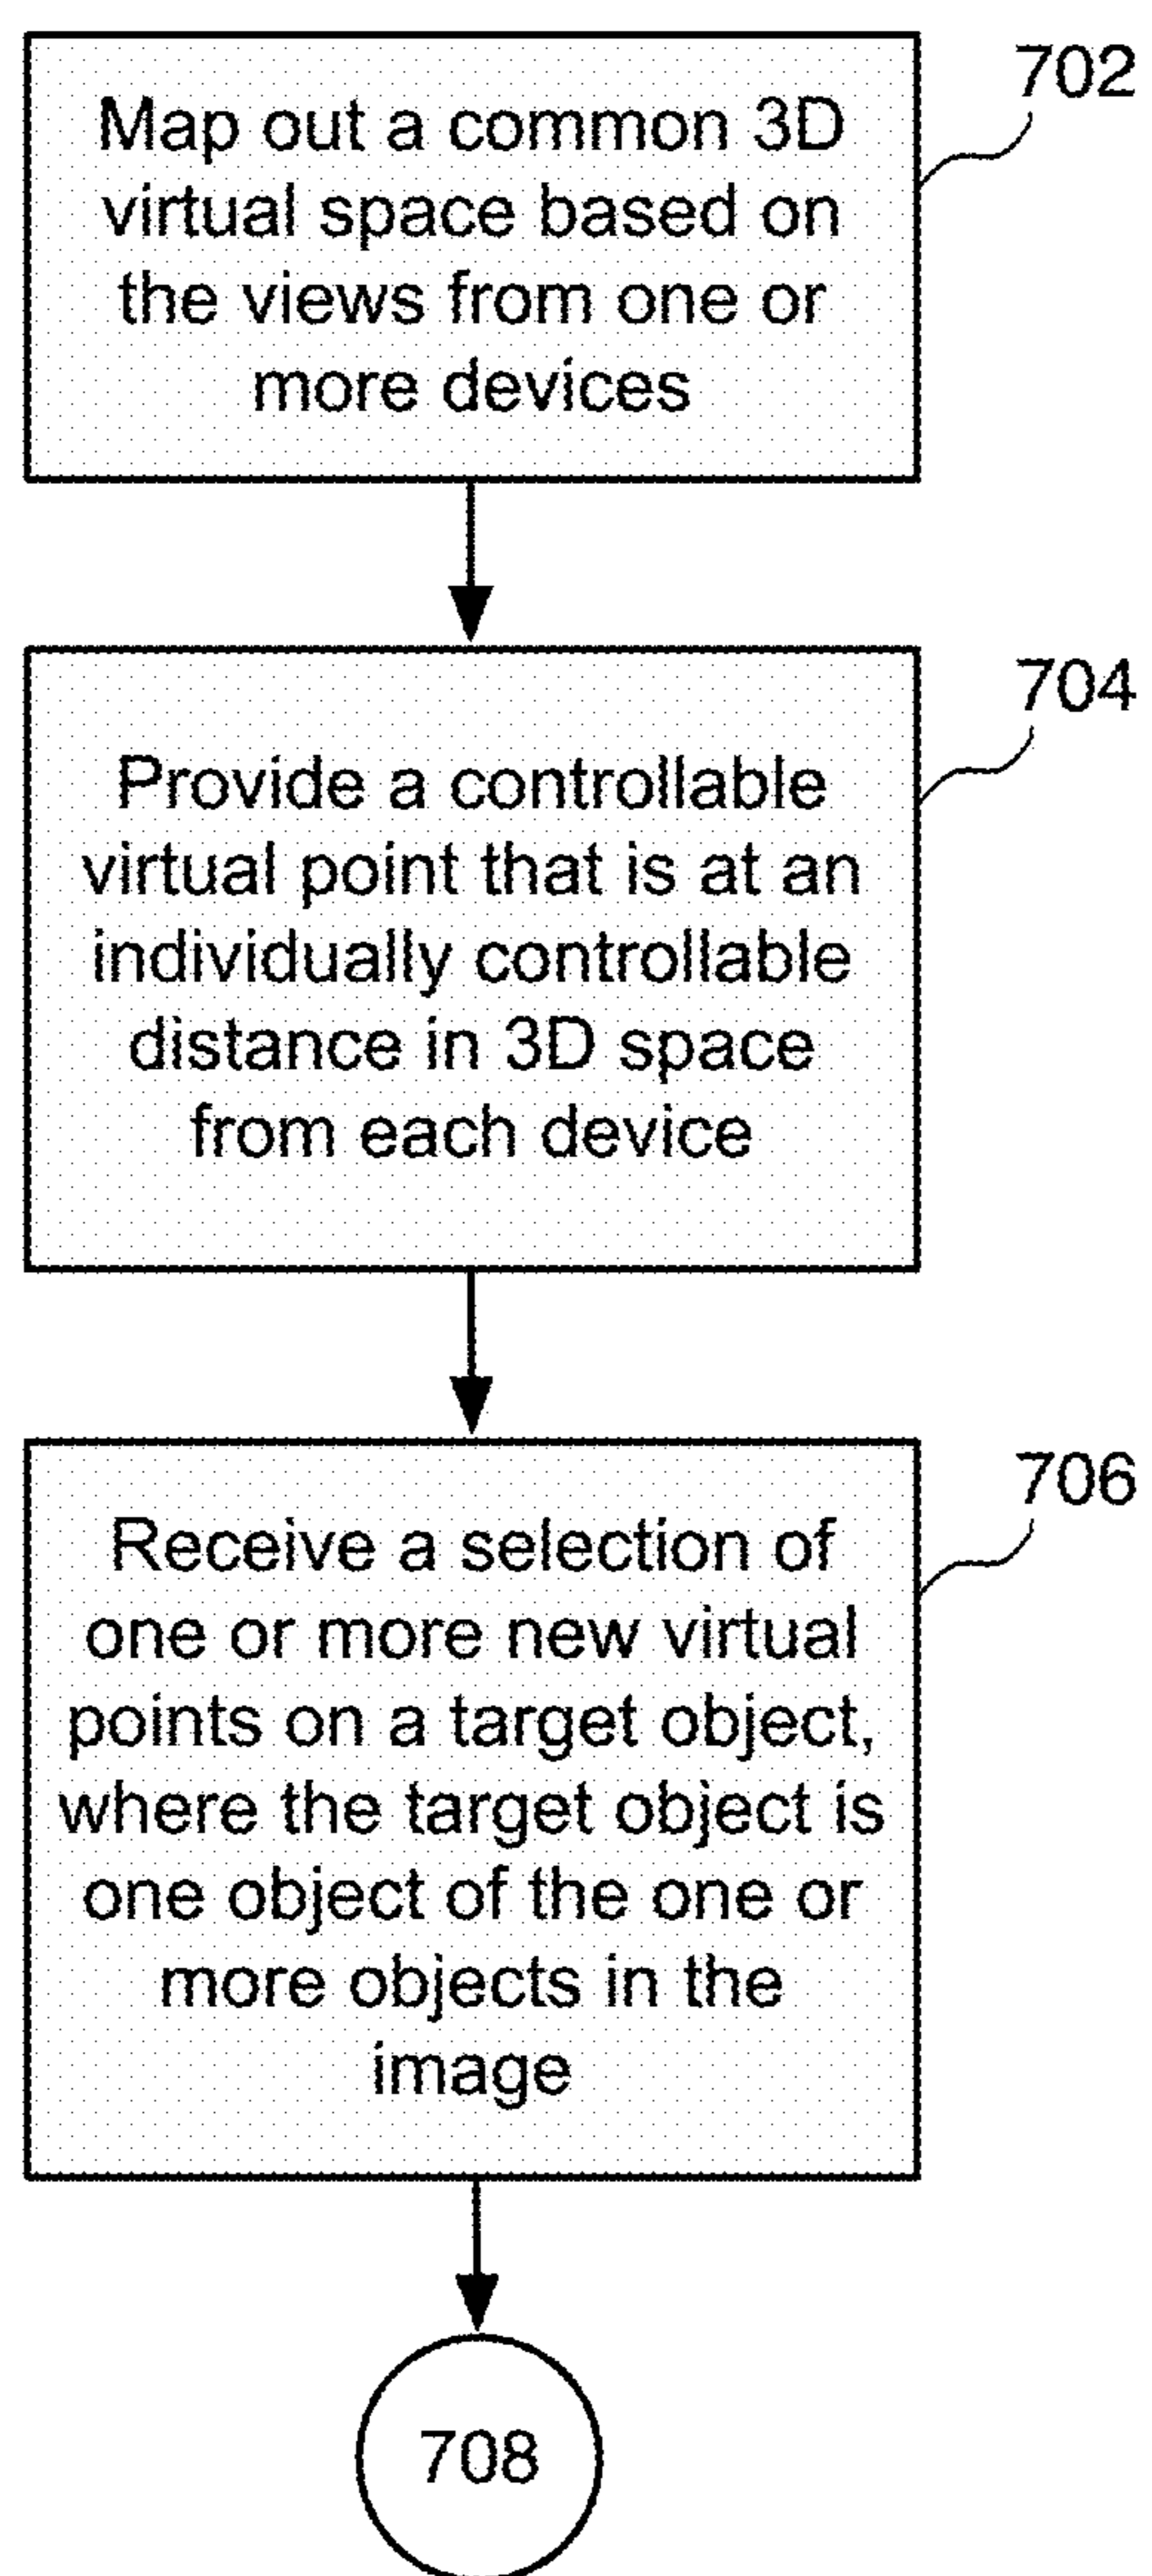 702
Map out a common 3D
virtual space based on
the views from one or
more devices
704
Provide a controllable
virtual point that is at an
individually controllable
distance in 3D space
from each device
706
Receive a selection of
one or more new virtual
points on a target object,
where the target object is
one object of the one or
more objects in the
image
708